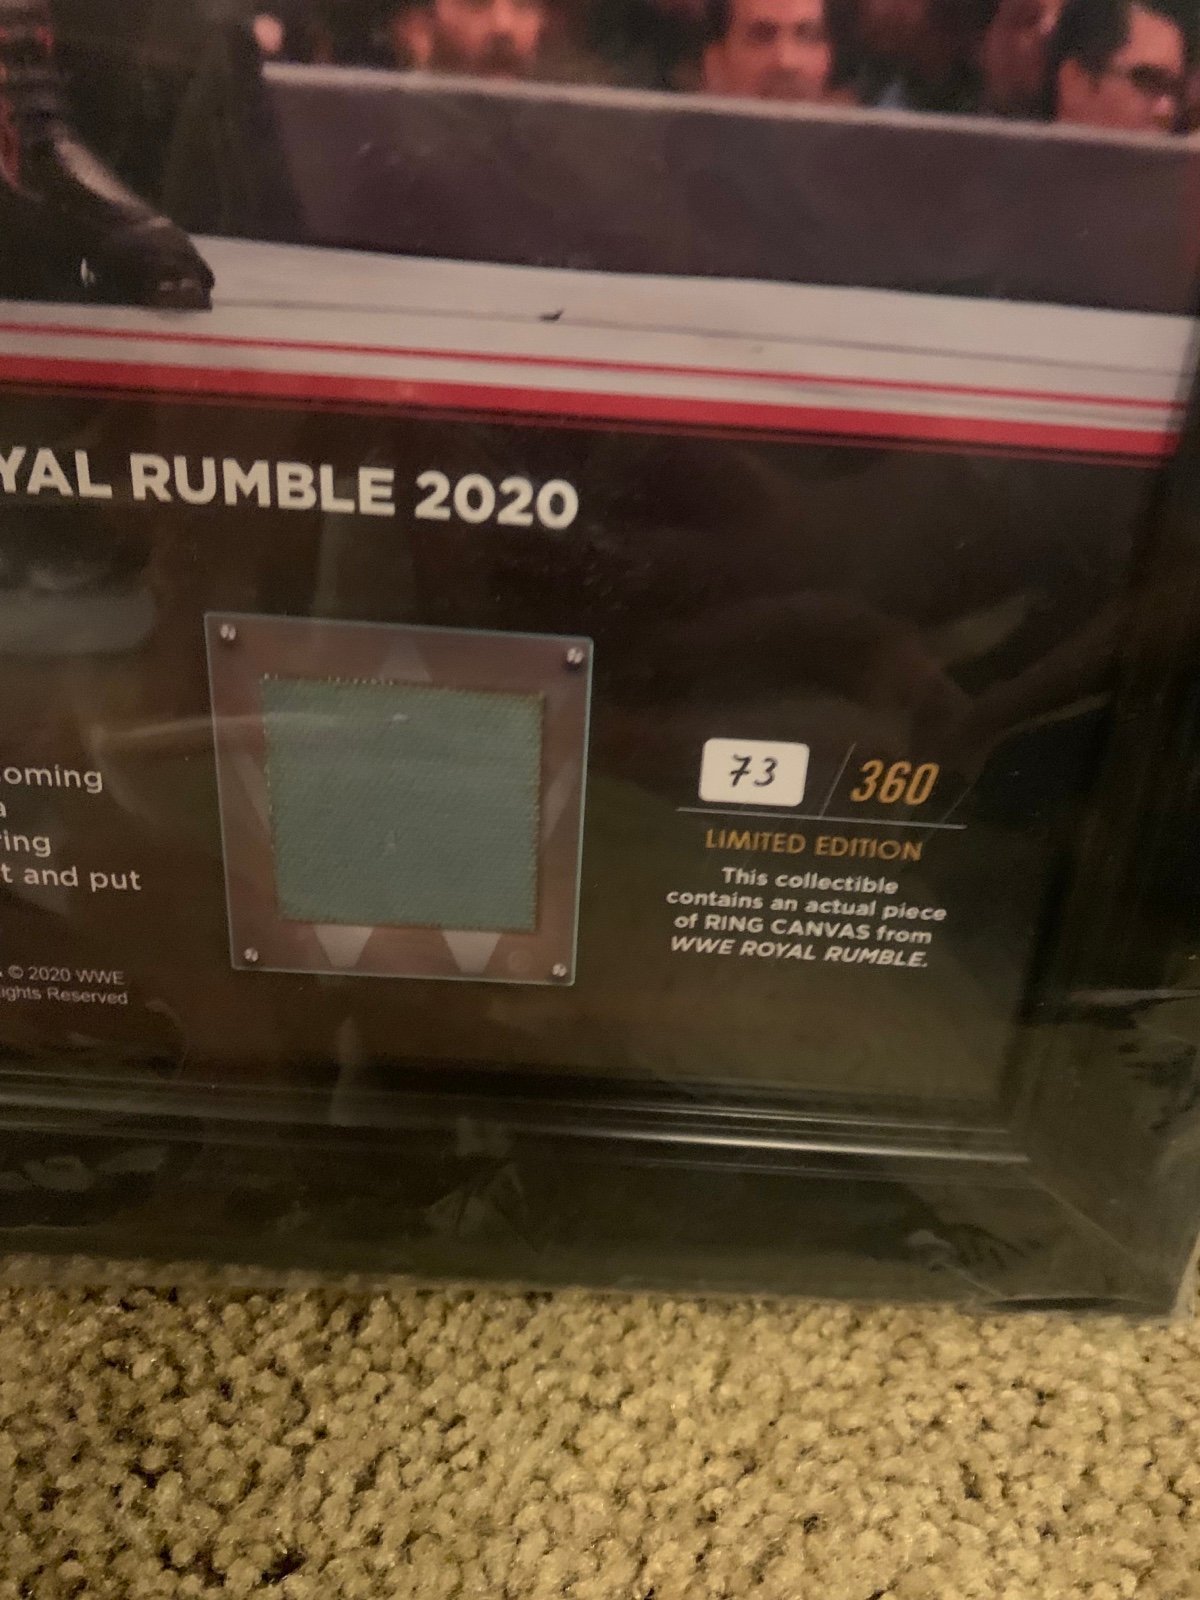 YAL RUMBLE 2020
oming
a
ring
t and put
© 2020 WWE
ights Reserved
73 / 360
LIMITED EDITION
This collectible
contains an actual piece
of RING CANVAS from
WWE ROYAL RUMBLE.